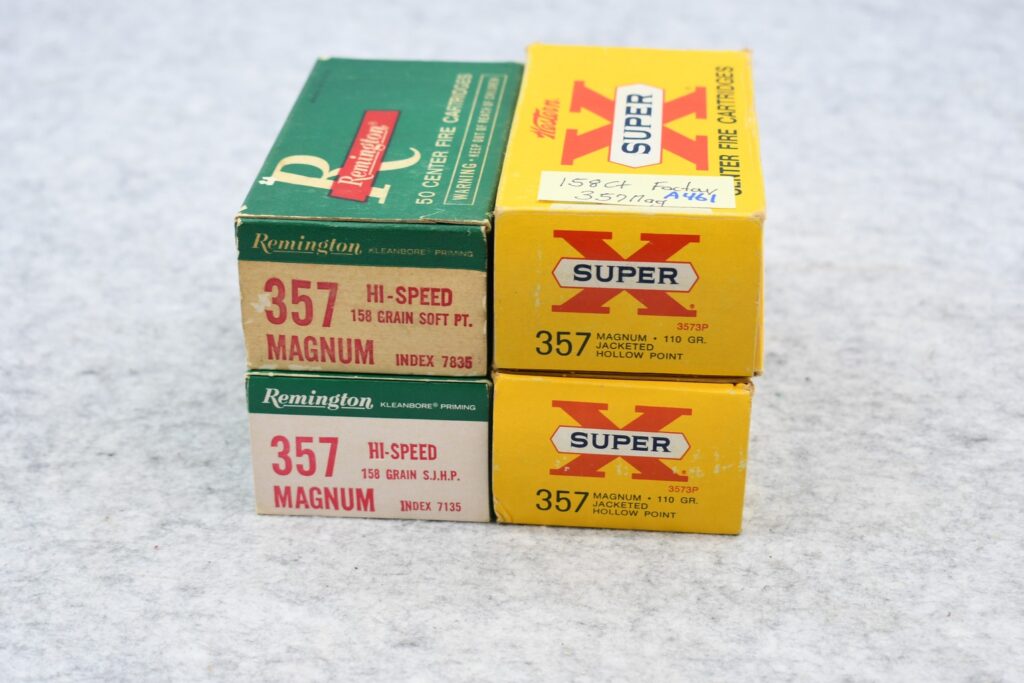 R
Remington
50 CENTER FIRE CARTRIDGES
WARNING • KEEP OUT OF REACH OF CHILDREN
Western
SUPER
X
CENTER FIRE CARTRIDGES
158 Ct Factory
357 Mag A461
Remington KLEANBORE® PRIMING
357 HI-SPEED
158 GRAIN SOFT PT.
MAGNUM INDEX 7835
X
SUPER
3573P
357 MAGNUM • 110 GR.
JACKETED
HOLLOW POINT
Remington KLEANBORE® PRIMING
357 HI-SPEED
158 GRAIN S.J.H.P.
MAGNUM INDEX 7135
X
SUPER
3573P
357 MAGNUM • 110 GR.
JACKETED
HOLLOW POINT